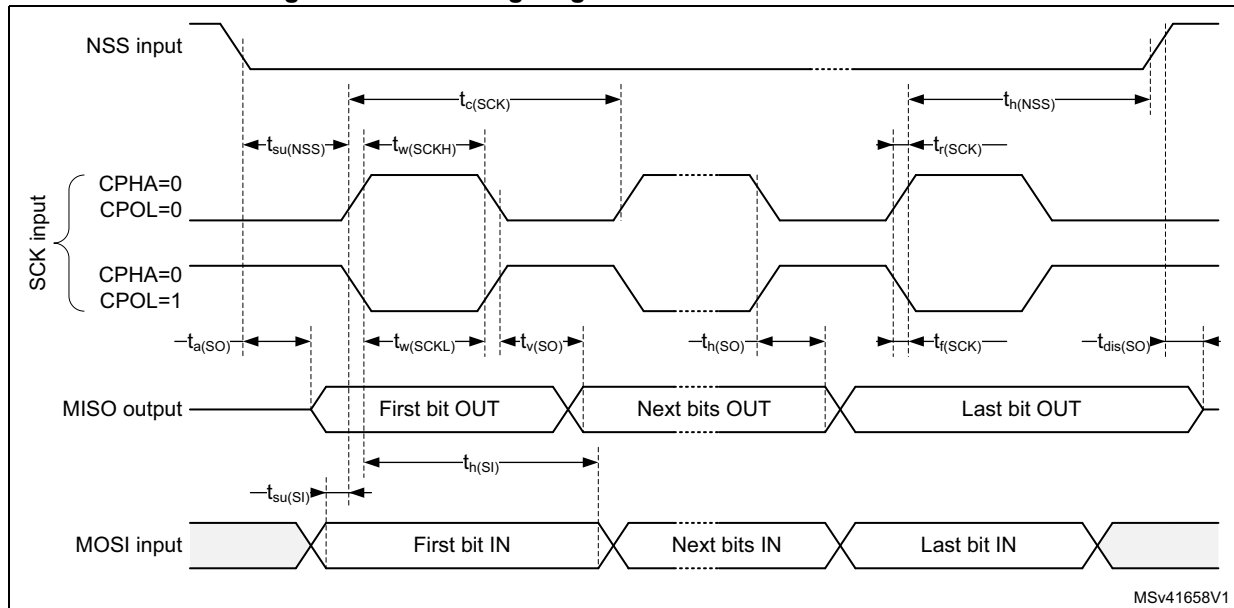 NSS input
tc(SCK)
th(NSS)
tsu(NSS)
tw(SCKH)
tr(SCK)
SCK input
CPHA=0
CPOL=0
CPHA=0
CPOL=1
ta(SO)
tw(SCKL)
tv(SO)
th(SO)
tf(SCK)
tdis(SO)
MISO output
First bit OUT
Next bits OUT
Last bit OUT
th(SI)
tsu(SI)
MOSI input
First bit IN
Next bits IN
Last bit IN
MSv41658V1